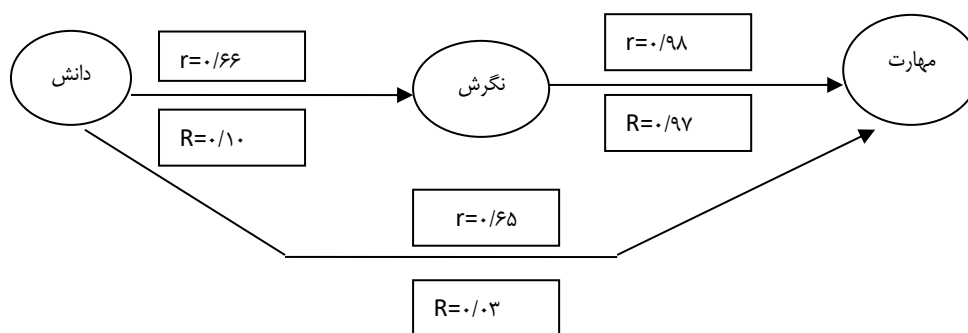 دانش
r=۰/۶۶
R=۰/۱۰
نگرش
r=۰/۹۸
R=۰/۹۷
مهارت
r=۰/۶۵
R=۰/۰۳